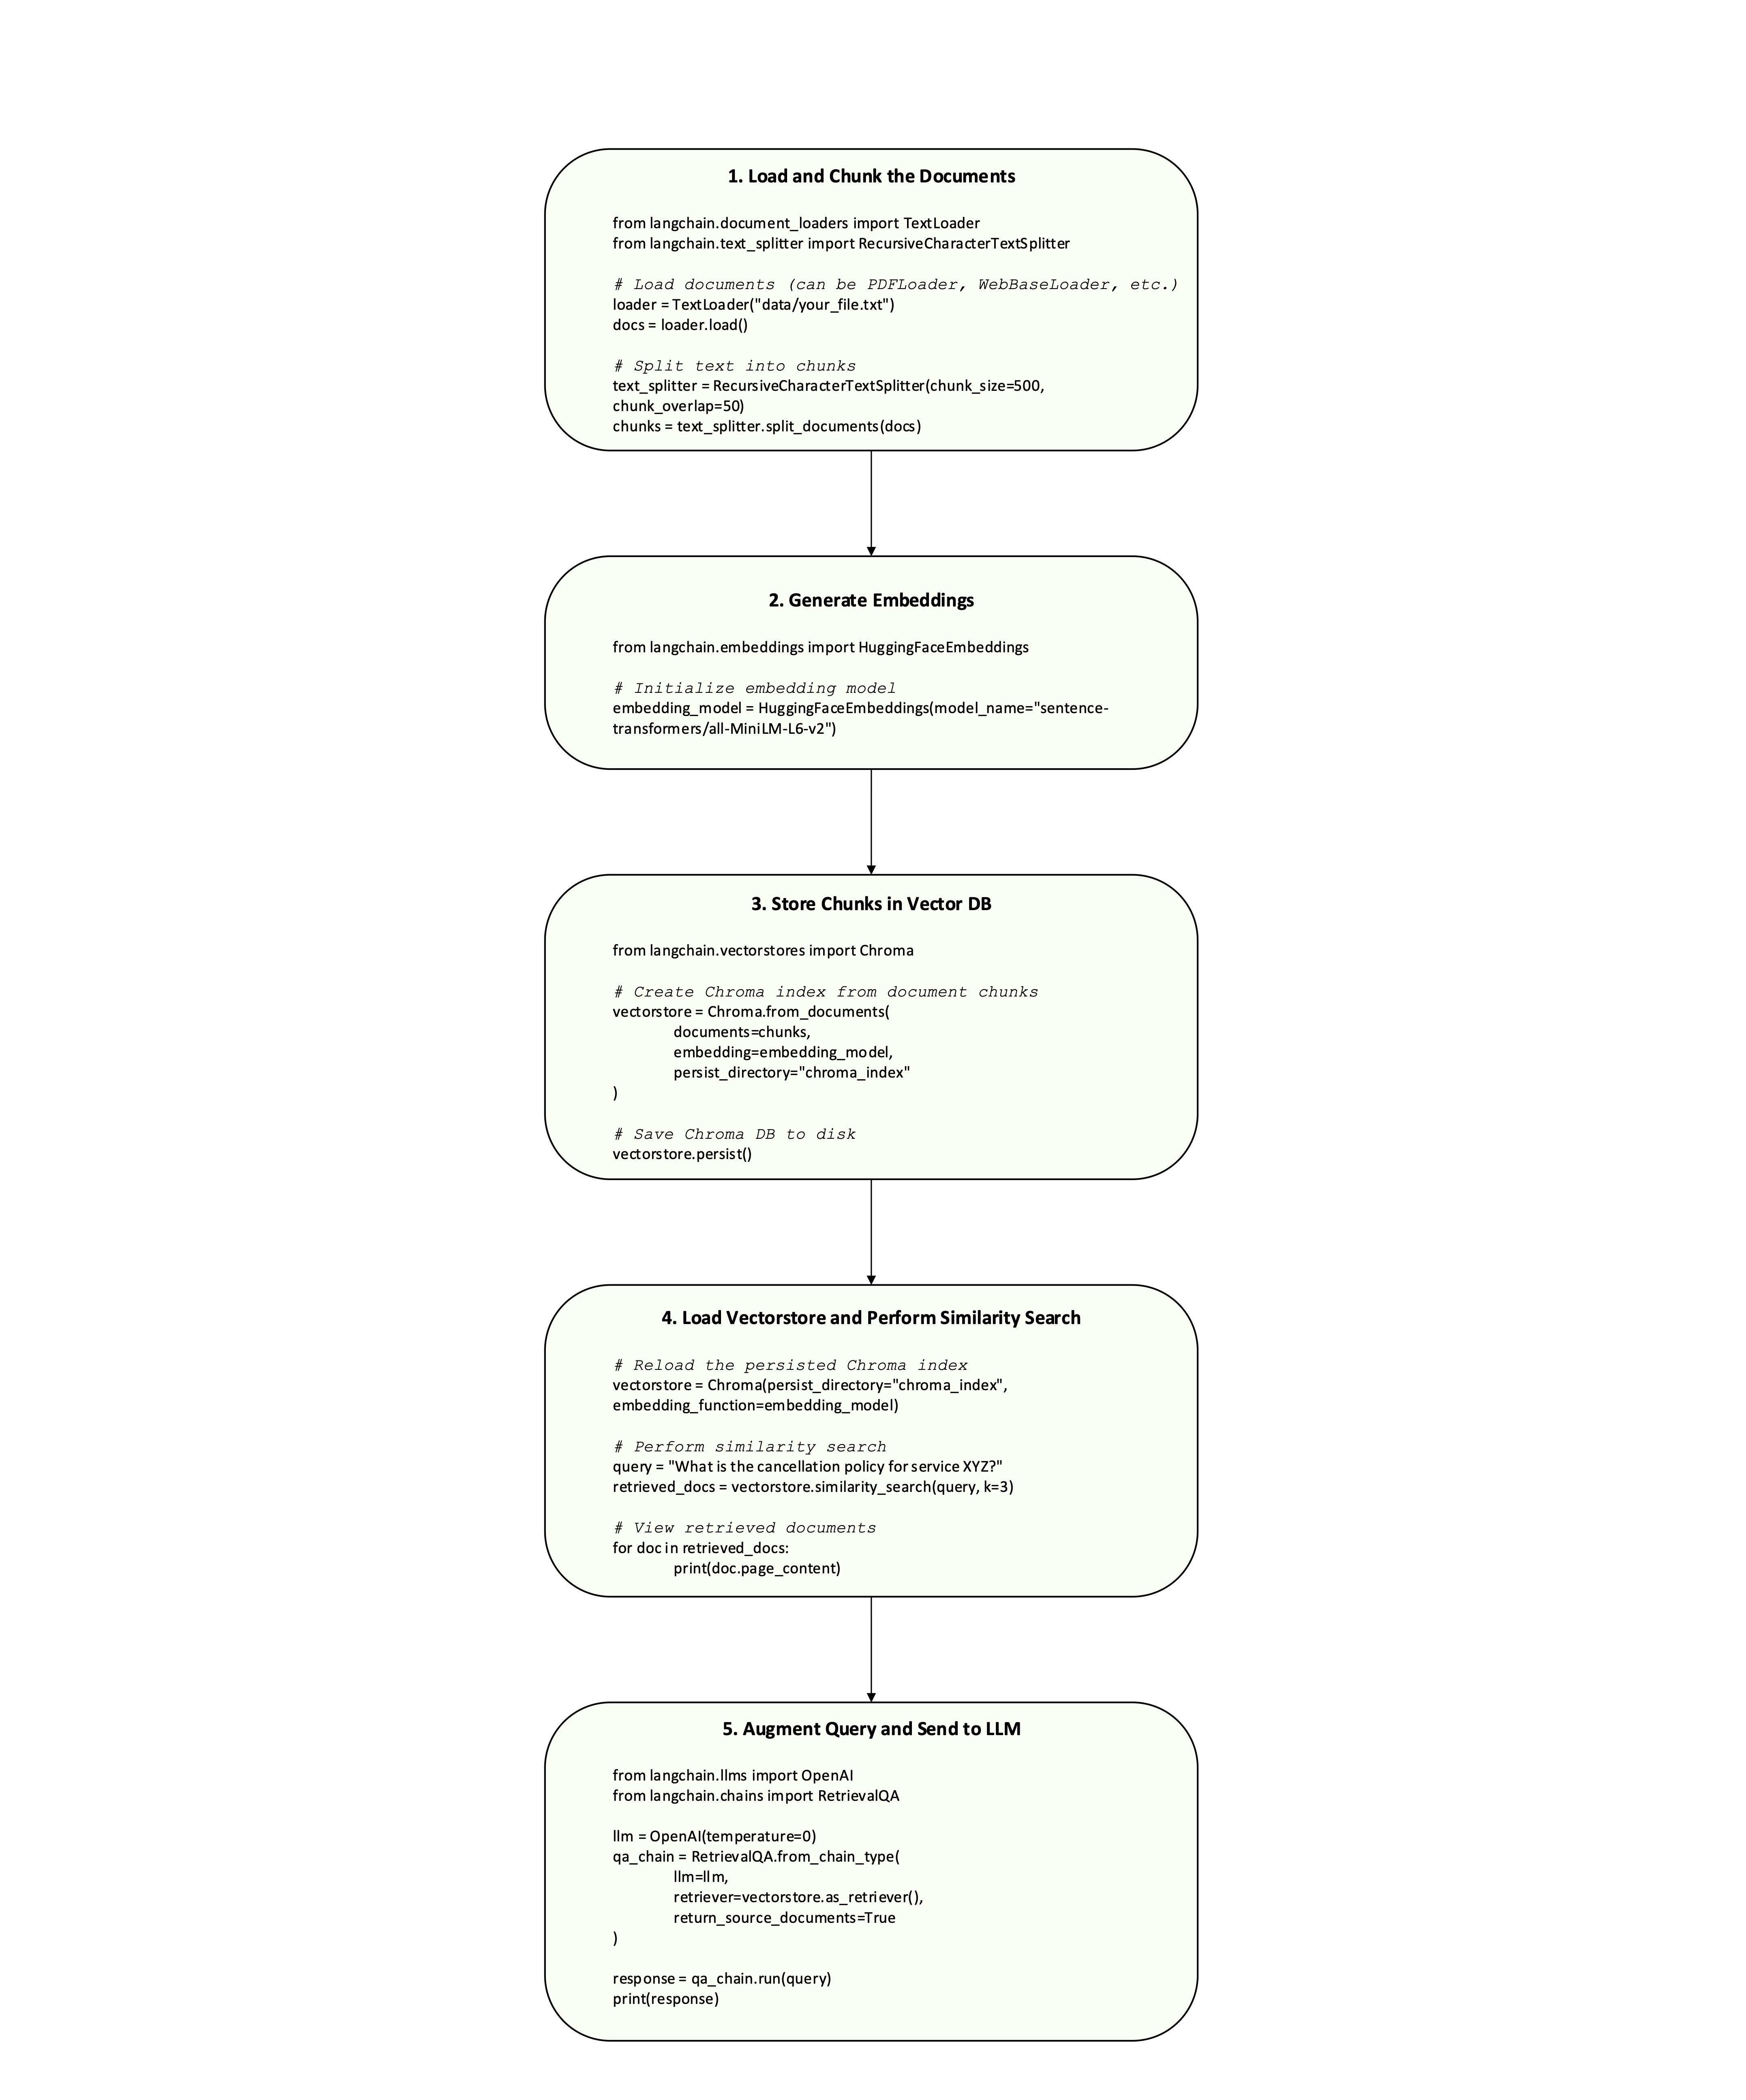 1. Load and Chunk the Documents
from langchain.document_loaders import TextLoader
from langchain.text_splitter import RecursiveCharacterTextSplitter
# Load documents (can be PDFLoader, WebBaseLoader, etc.)
loader = TextLoader("data/your_file.txt")
docs = loader.load()
# Split text into chunks
text_splitter = RecursiveCharacterTextSplitter(chunk_size=500,
chunk_overlap=50)
chunks = text_splitter.split_documents(docs)
2. Generate Embeddings
from langchain.embeddings import HuggingFaceEmbeddings
# Initialize embedding model
embedding_model = HuggingFaceEmbeddings(model_name="sentence-
transformers/all-MiniLM-L6-v2")
3. Store Chunks in Vector DB
from langchain.vectorstores import Chroma
# Create Chroma index from document chunks
vectorstore = Chroma.from_documents(
documents=chunks,
embedding=embedding_model,
persist_directory="chroma_index"
)
# Save Chroma DB to disk
vectorstore.persist()
4. Load Vectorstore and Perform Similarity Search
# Reload the persisted Chroma index
vectorstore = Chroma(persist_directory="chroma_index",
embedding_function=embedding_model)
# Perform similarity search
query = "What is the cancellation policy for service XYZ?"
retrieved_docs = vectorstore.similarity_search(query, k=3)
# View retrieved documents
for doc in retrieved_docs:
print(doc.page_content)
5. Augment Query and Send to LLM
from langchain.llms import OpenAI
from langchain.chains import RetrievalQA
llm = OpenAI(temperature=0)
qa_chain = RetrievalQA.from_chain_type(
llm=llm,
retriever=vectorstore.as_retriever(),
return_source_documents=True
)
response = qa_chain.run(query)
print(response)